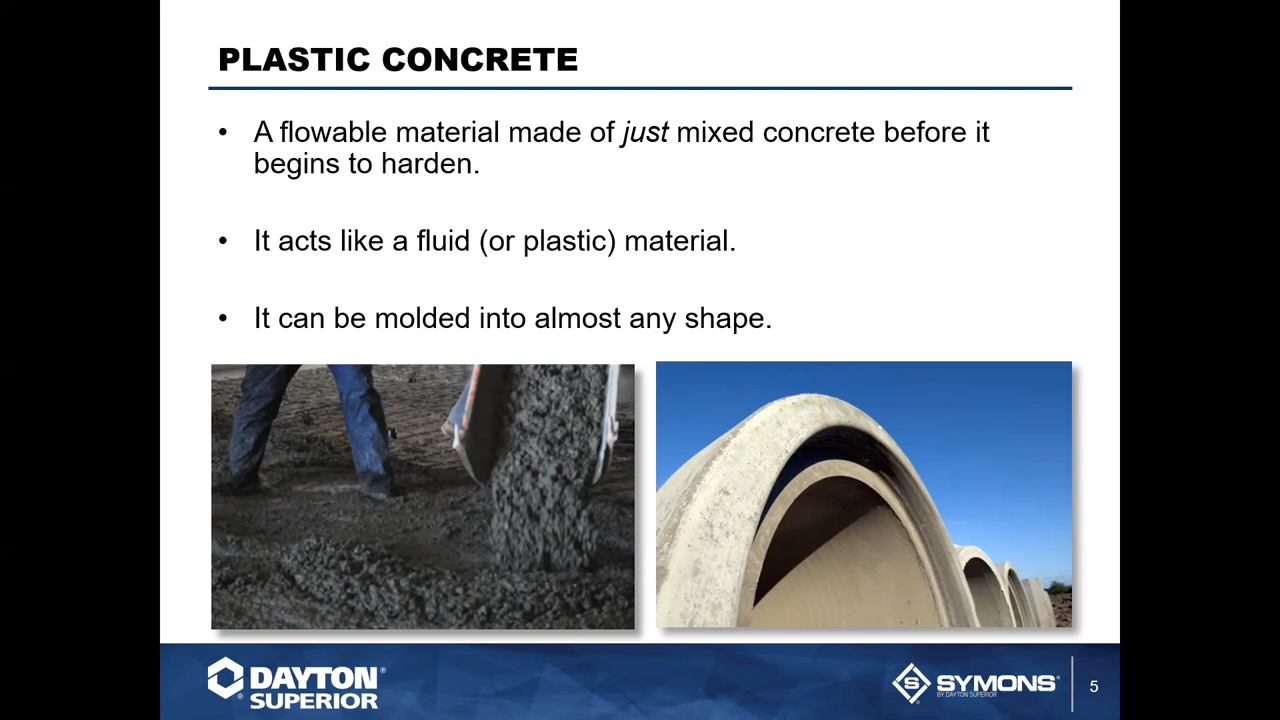 PLASTIC CONCRETE
• A flowable material made of just mixed concrete before it
begins to harden.
• It acts like a fluid (or plastic) material.
• It can be molded into almost any shape.
DAYTON®
®SUPERIOR
S SYMONS®
BY DAYTON SUPERIOR
5